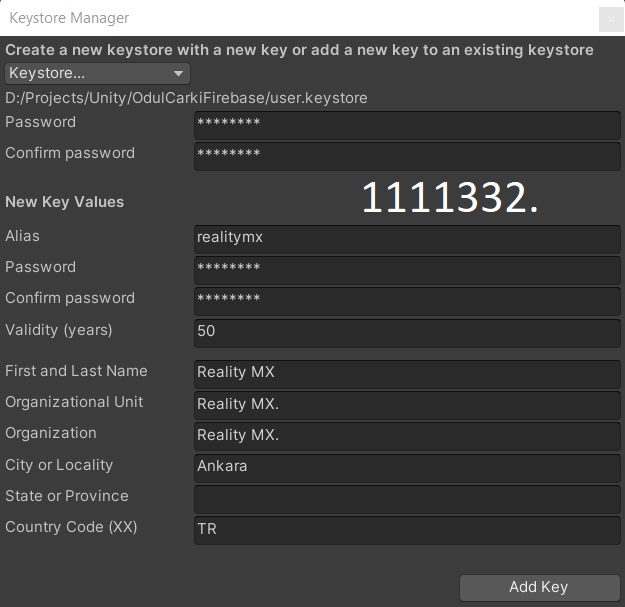 Keystore Manager
Create a new keystore with a new key or add a new key to an existing keystore
Keystore...
D:/Projects/Unity/OdulCarkiFirebase/user.keystore
Password ********
Confirm password ********
1111332.
New Key Values
Alias realitymx
Password ********
Confirm password ********
Validity (years) 50
First and Last Name Reality MX
Organizational Unit Reality MX.
Organization Reality MX.
City or Locality Ankara
State or Province
Country Code (XX) TR
Add Key